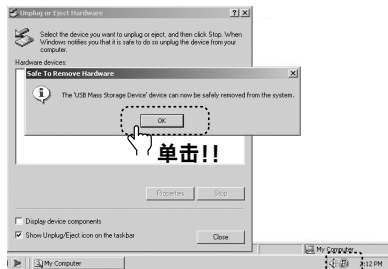 Unplug or Eject Hardware
Select the device you want to unplug or eject, and then click Stop. When
Windows notifies you that it is safe to do so unplug the device from your
computer.
Hardware devices:
Safe To Remove Hardware
The 'USB Mass Storage Device' device can now be safely removed from the system.
OK
单击!!
Properties
Stop
Display device components
Show Unplug/Eject icon on the taskbar
Close
My Computer
My Computer
2:12 PM